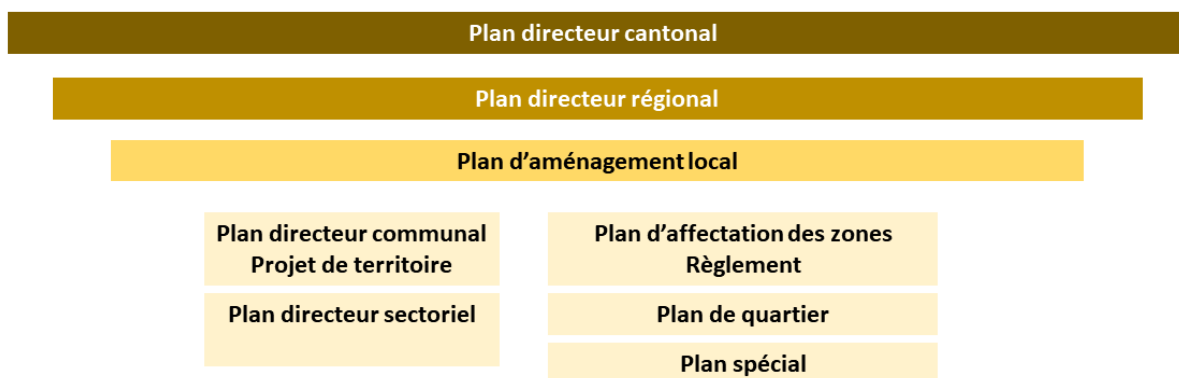 Plan directeur cantonal
Plan directeur régional
Plan d'aménagement local
Plan directeur communal
Projet de territoire
Plan directeur sectoriel
Plan d'affectation des zones
Règlement
Plan de quartier
Plan spécial